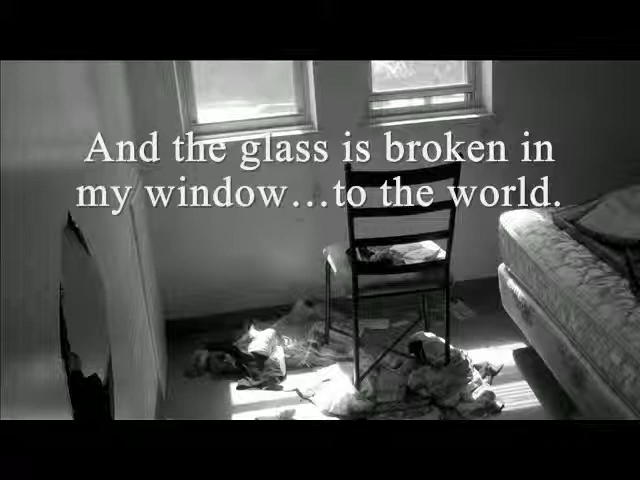 And the glass is broken in
my window…to the world.